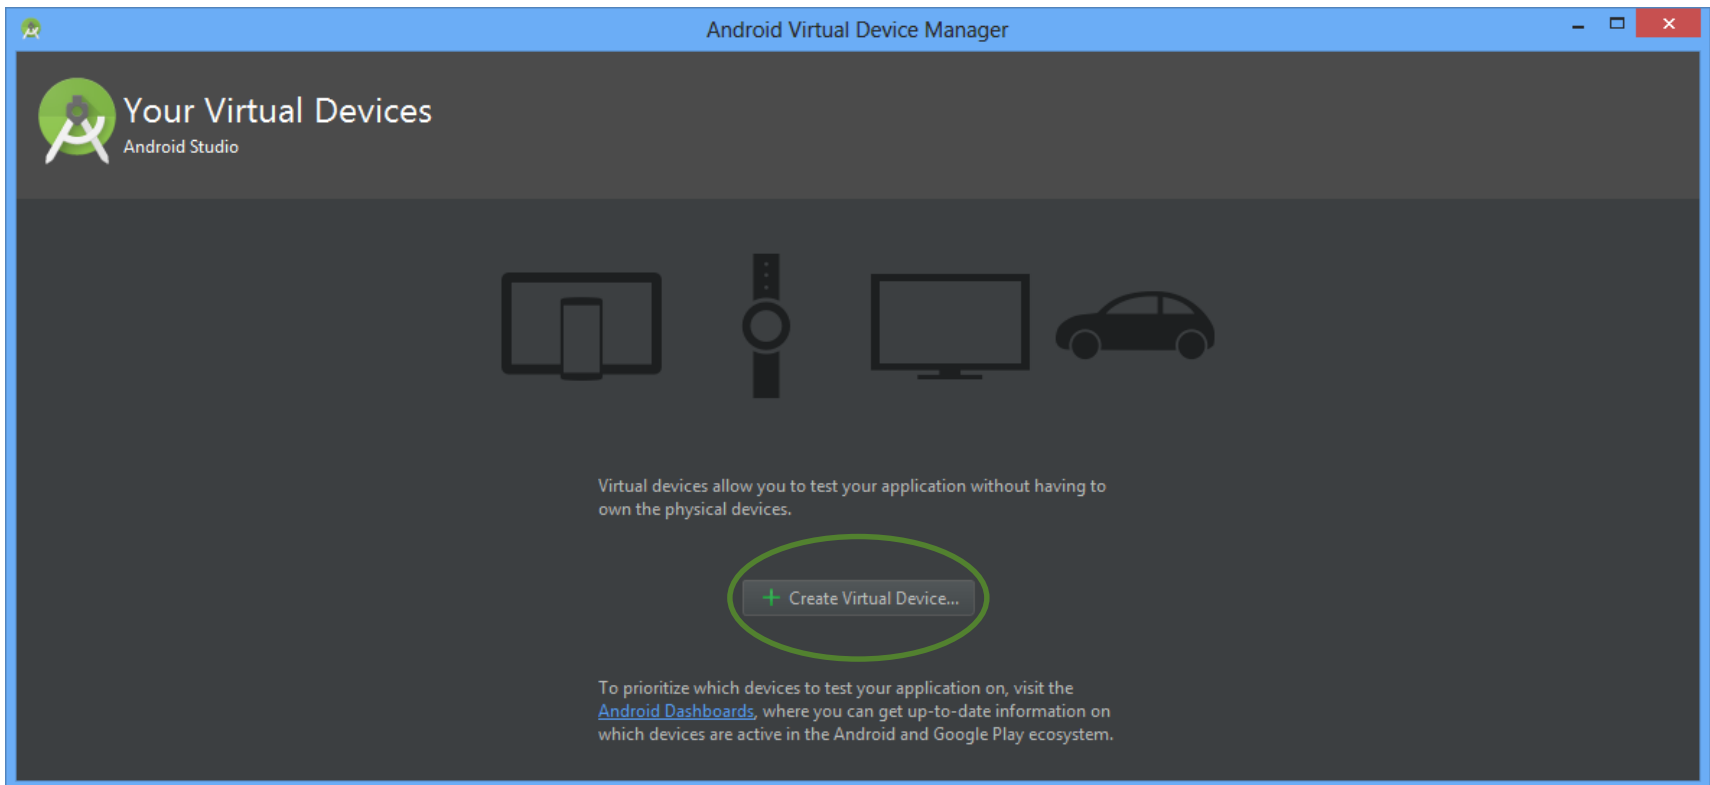 Android Virtual Device Manager
Your Virtual Devices
Android Studio
Virtual devices allow you to test your application without having to
own the physical devices.
Create Virtual Device...
To prioritize which devices to test your application on, visit the
Android Dashboards, where you can get up-to-date information on
which devices are active in the Android and Google Play ecosystem.